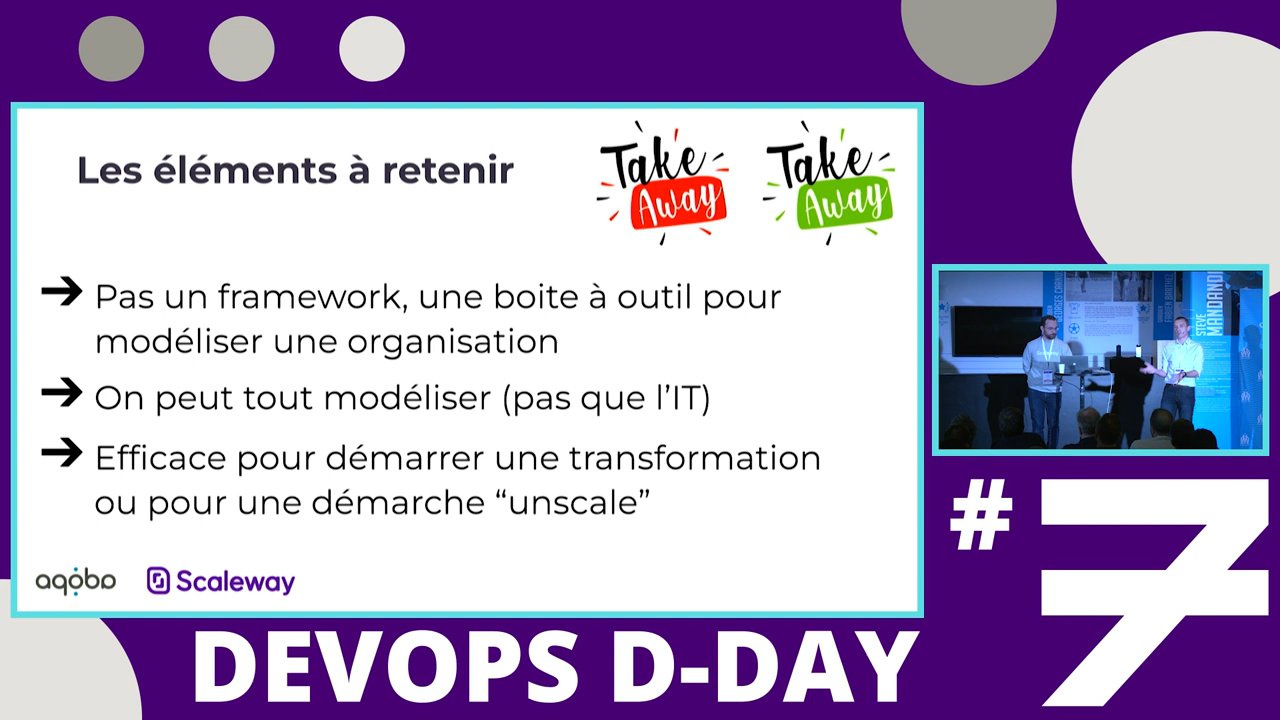 Les éléments à retenir
Take
Away
Take
Away
➔ Pas un framework, une boite à outil pour
modéliser une organisation
➔ On peut tout modéliser (pas que l’IT)
➔ Efficace pour démarrer une transformation
ou pour une démarche “unscale”
aqoba
Scaleway
STEVE
MANDANDA
#7
DEVOPS D-DAY